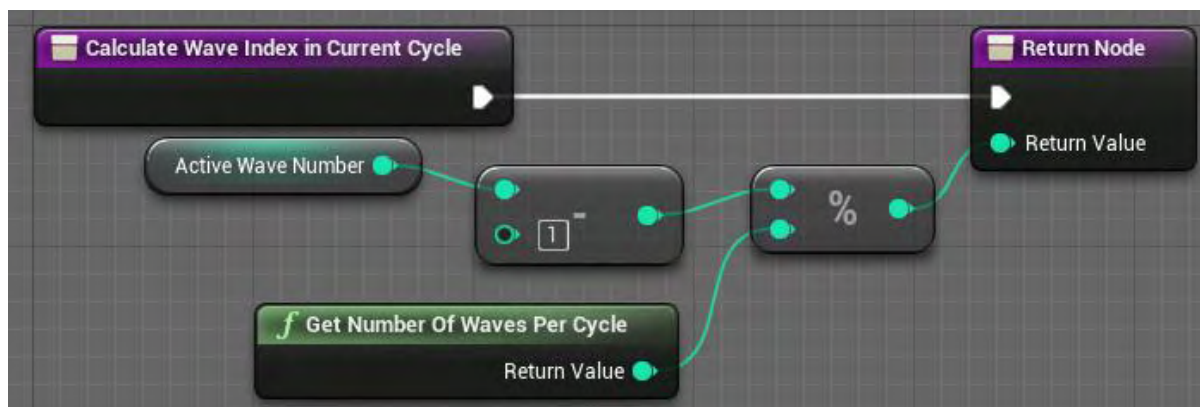 Calculate Wave Index in Current Cycle
Return Node
Active Wave Number
Return Value
1 -
%
f Get Number Of Waves Per Cycle
Return Value